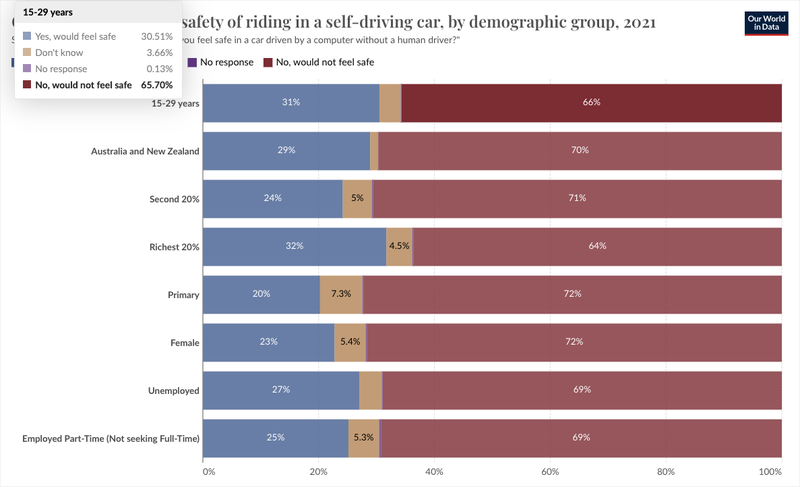 15-29 years
Yes, would feel safe 30.51%
Don't know 3.66%
No response 0.13%
No, would not feel safe 65.70%
safety of riding in a self-driving car, by demographic group, 2021
you feel safe in a car driven by a computer without a human driver?"
Our World
in Data
No response No, would not feel safe
15-29 years 31% 66%
Australia and New Zealand 29% 70%
Second 20% 24% 5% 71%
Richest 20% 32% 4.5% 64%
Primary 20% 7.3% 72%
Female 23% 5.4% 72%
Unemployed 27% 69%
Employed Part-Time (Not seeking Full-Time) 25% 5.3% 69%
0% 20% 40% 60% 80% 100%